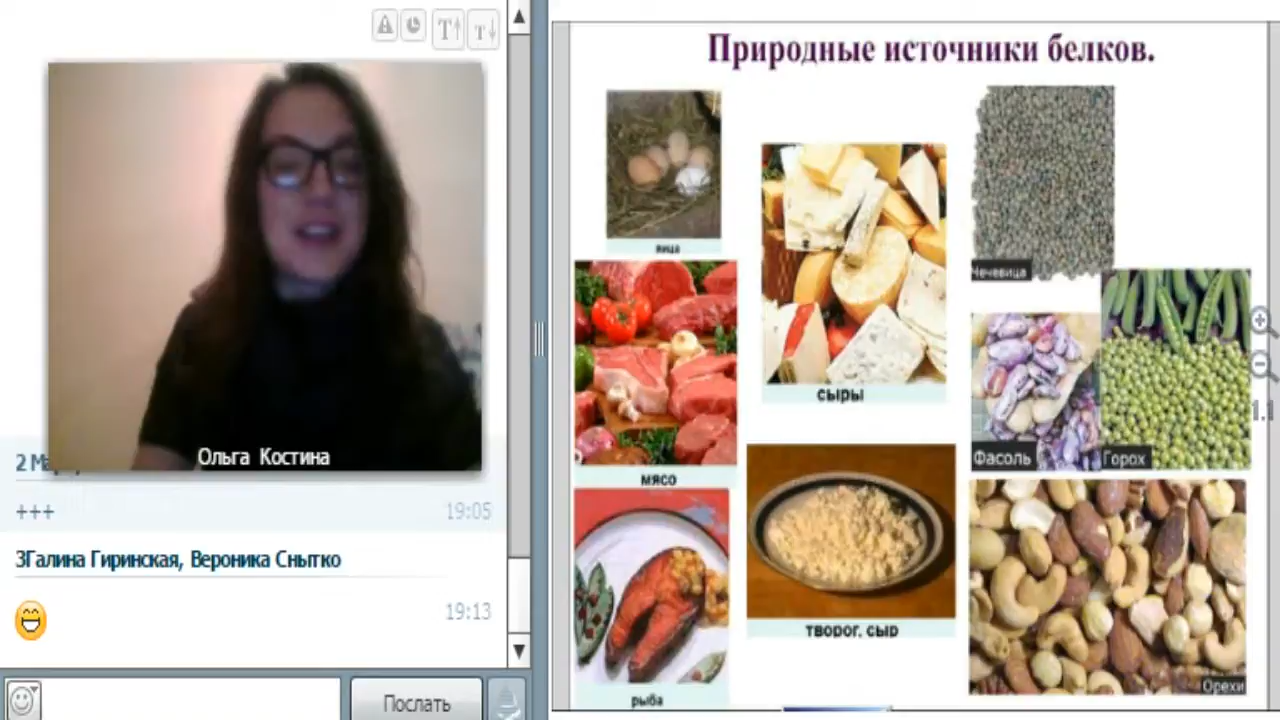 Ольга Костина
+++
19:05
3Галина Гиринская, Вероника Снытко
19:13
Послать
Природные источники белков.
яйца
сыры
Чечевица
мясо
Фасоль
Горох
творог. сыр
рыба
Орехи